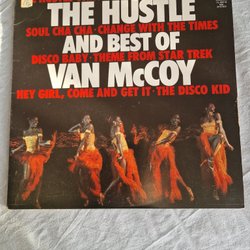 THE HUSTLE
SOUL CHA CHA · CHANGE WITH THE TIMES
AND BEST OF
DISCO BABY · THEME FROM STAR TREK
VAN McCOY
HEY GIRL, COME AND GET IT · THE DISCO KID